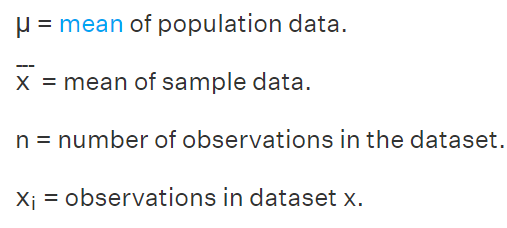 μ = mean of population data.
x̅ = mean of sample data.
n = number of observations in the dataset.
xᵢ = observations in dataset x.